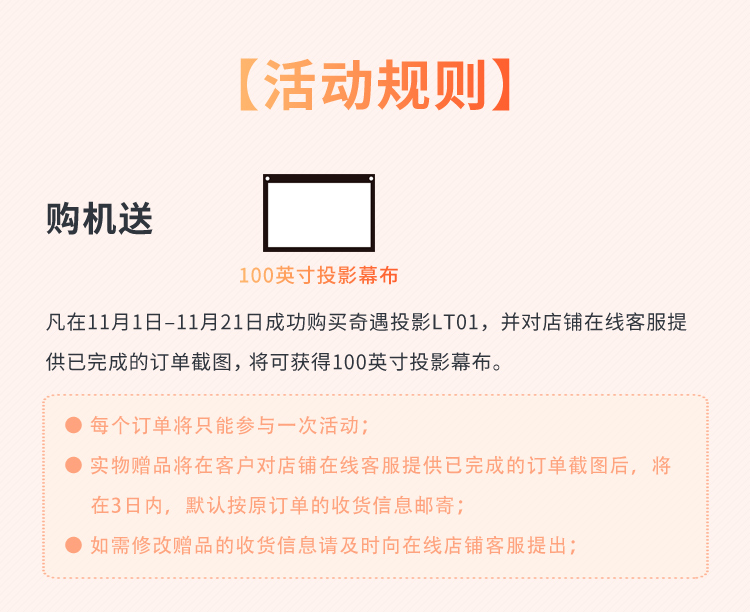 【活动规则】
购机送
100英寸投影幕布
凡在11月1日–11月21日成功购买奇遇投影LT01，并对店铺在线客服提
供已完成的订单截图，将可获得100英寸投影幕布。
每个订单将只能参与一次活动；
实物赠品将在客户对店铺在线客服提供已完成的订单截图后，将
在3日内，默认按原订单的收货信息邮寄；
如需修改赠品的收货信息请及时向在线店铺客服提出；